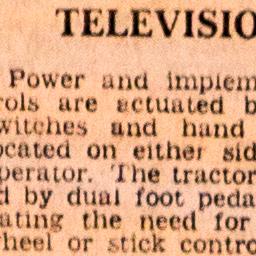 TELEVISIO
Power and implem
rols are actuated b
witches and hand
ocated on either sid
perator. The tractor
d by dual foot peda
ating the need for
heel or stick contro